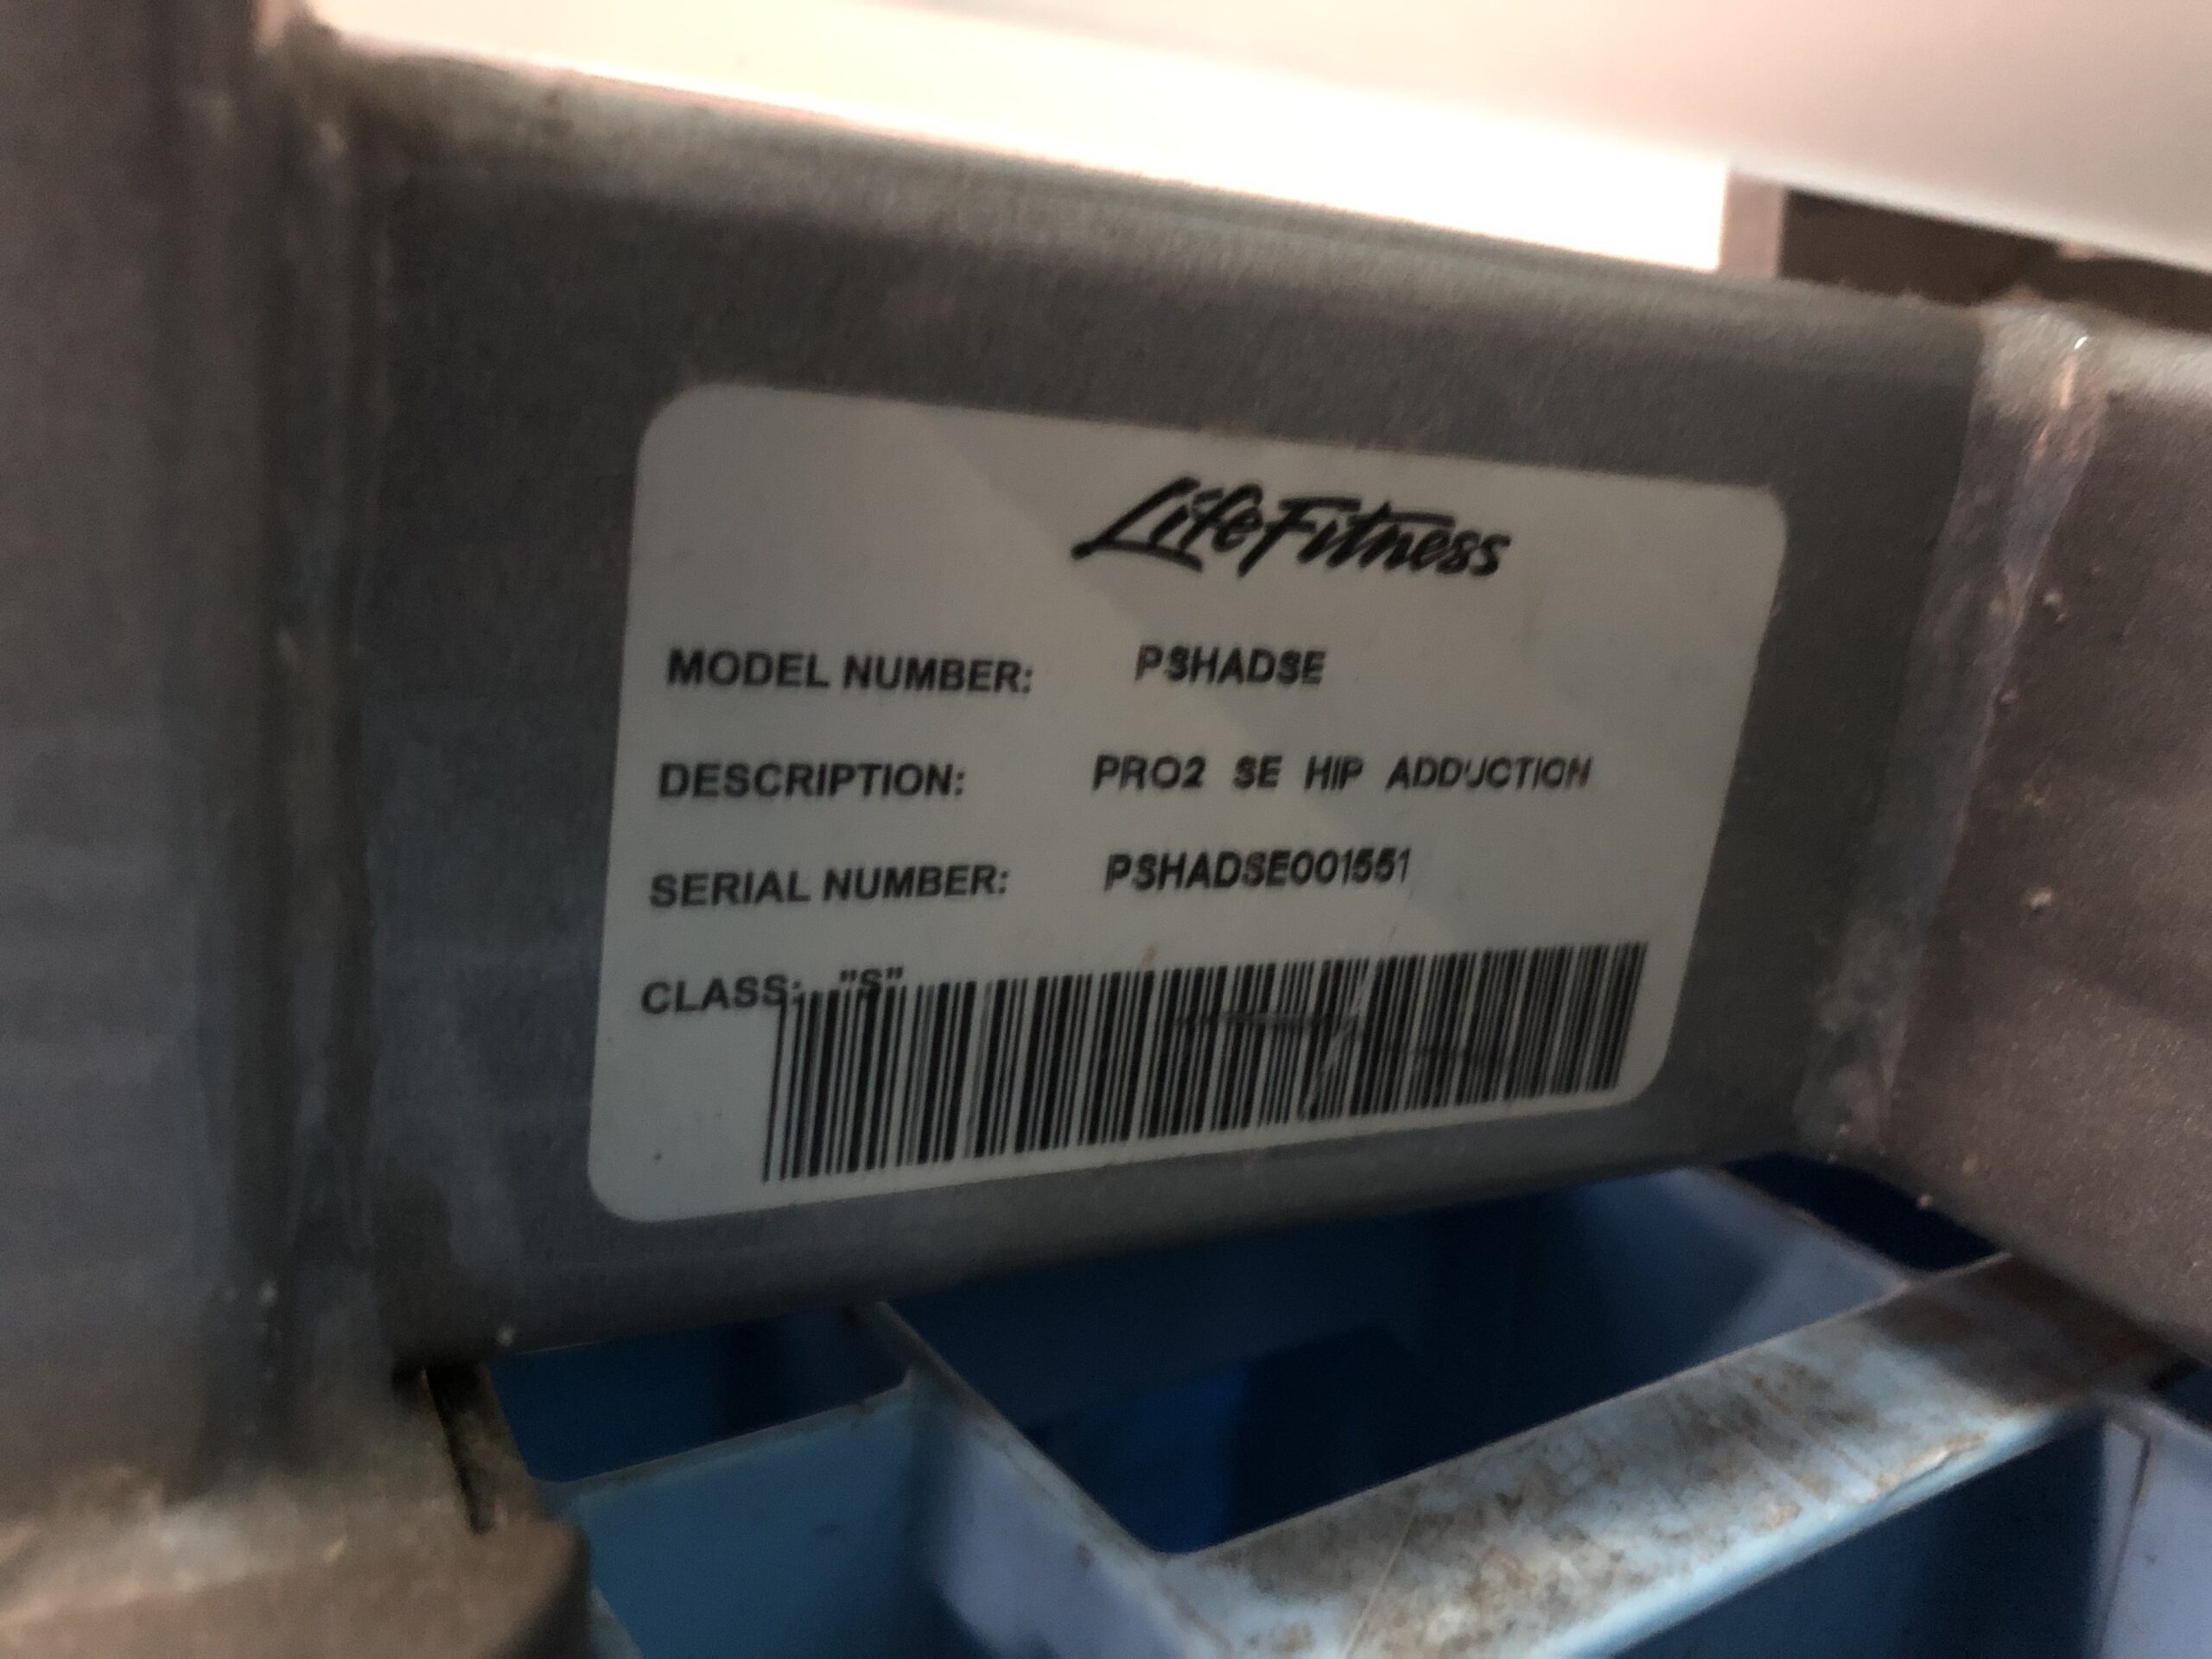 LifeFitness
MODEL NUMBER: PSHADSE
DESCRIPTION: PRO2 SE HIP ADDUCTION
SERIAL NUMBER: PSHADSE001551
CLASS: "S"